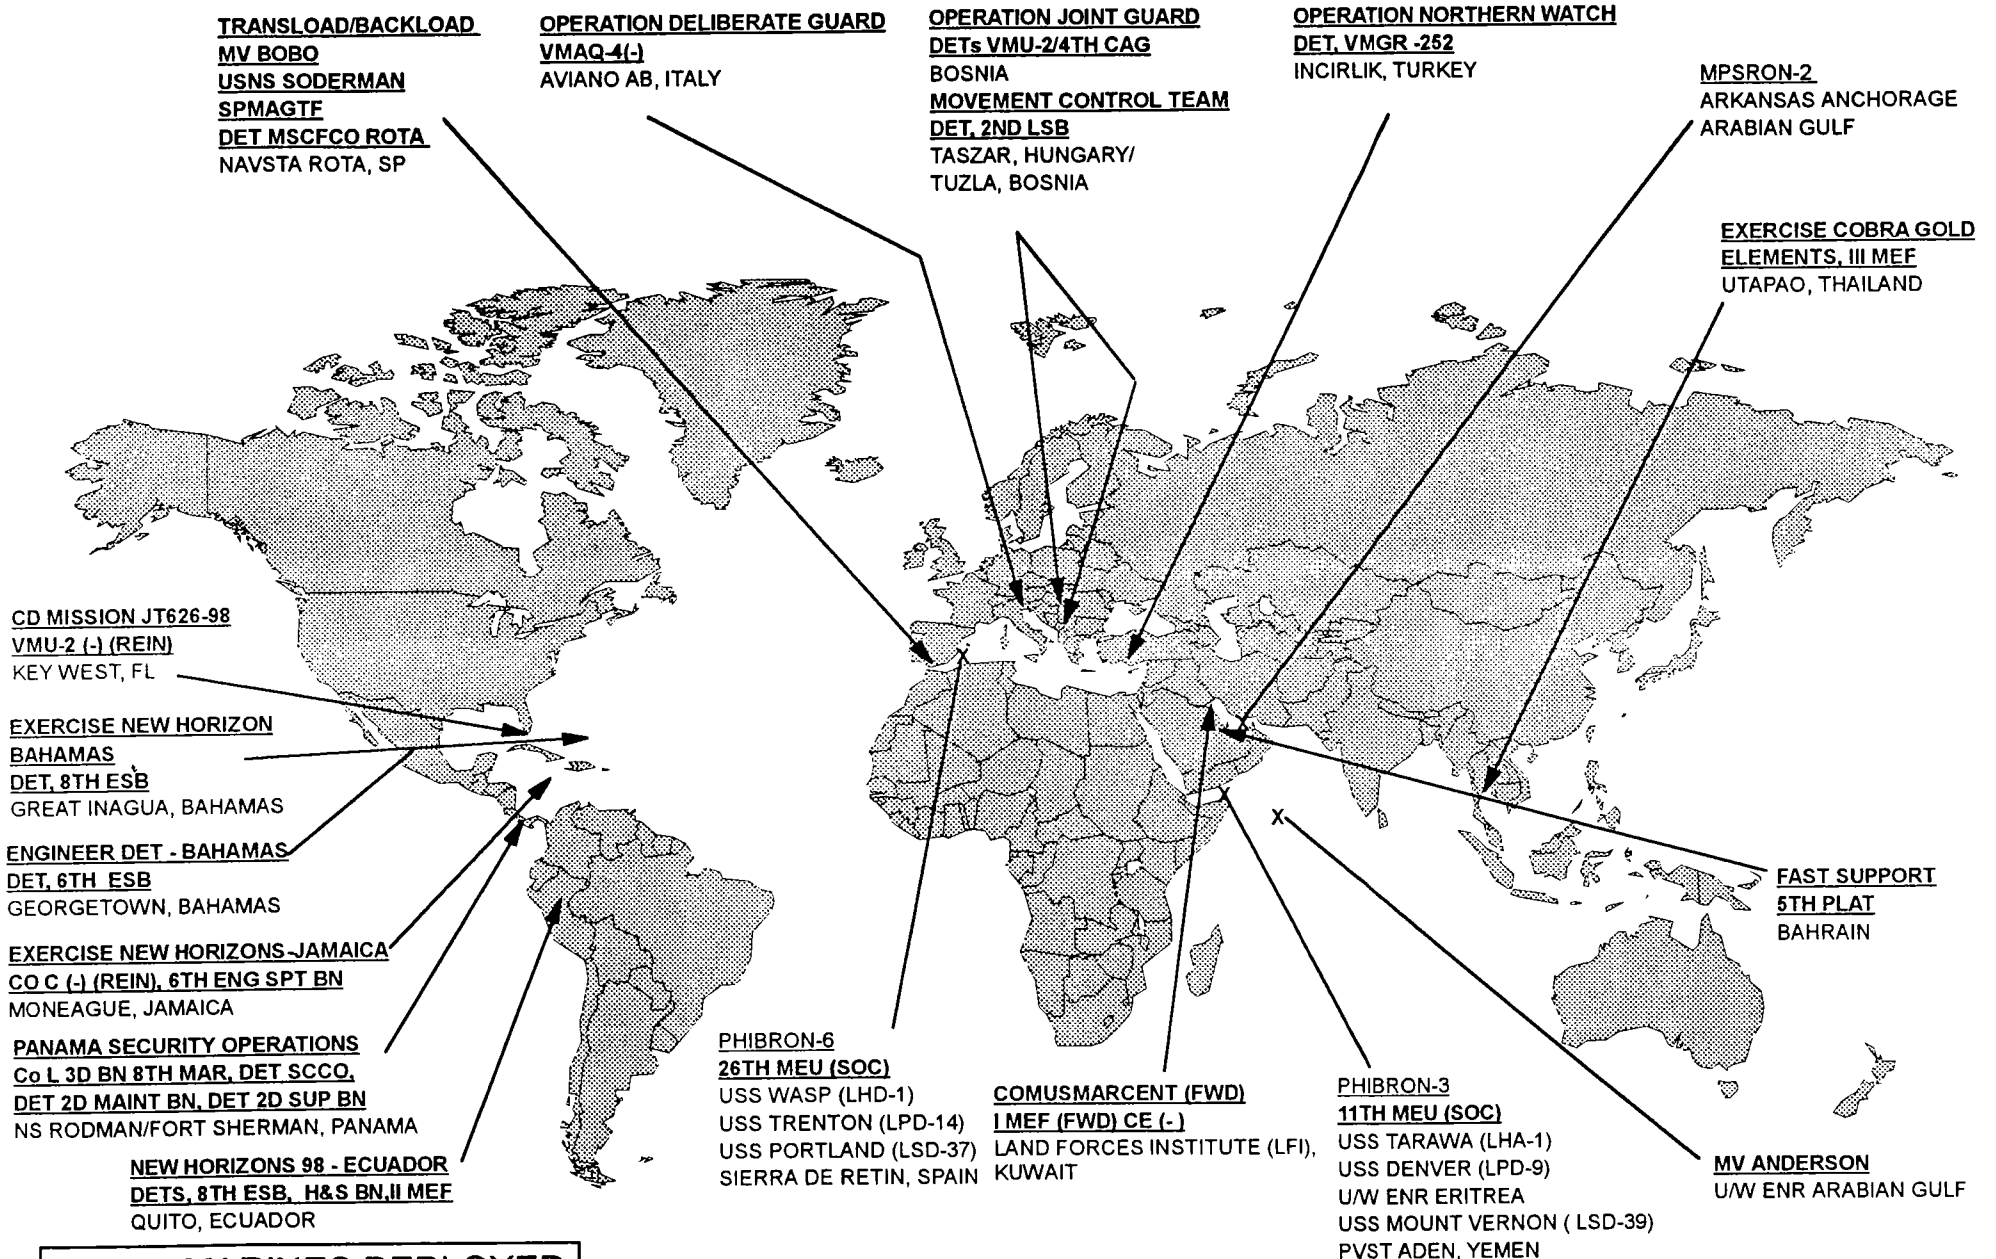 TRANSLOAD/BACKLOAD
MV BOBO
USNS SODERMAN
SPMAGTF
DET MSCFCO ROTA
NAVSTA ROTA, SP
OPERATION DELIBERATE GUARD
VMAQ-4(-)
AVIANO AB, ITALY
OPERATION JOINT GUARD
DETs VMU-2/4TH CAG
BOSNIA
MOVEMENT CONTROL TEAM
DET, 2ND LSB
TASZAR, HUNGARY/
TUZLA, BOSNIA
OPERATION NORTHERN WATCH
DET, VMGR -252
INCIRLIK, TURKEY
MPSRON-2
ARKANSAS ANCHORAGE
ARABIAN GULF
EXERCISE COBRA GOLD
ELEMENTS, III MEF
UTAPAO, THAILAND
CD MISSION JT626-98
VMU-2 (-) (REIN)
KEY WEST, FL
EXERCISE NEW HORIZON
BAHAMAS
DET, 8TH ESB
GREAT INAGUA, BAHAMAS
ENGINEER DET - BAHAMAS
DET, 6TH ESB
GEORGETOWN, BAHAMAS
EXERCISE NEW HORIZONS-JAMAICA
CO C (-) (REIN), 6TH ENG SPT BN
MONEAGUE, JAMAICA
PANAMA SECURITY OPERATIONS
Co L 3D BN 8TH MAR, DET SCCO,
DET 2D MAINT BN, DET 2D SUP BN
NS RODMAN/FORT SHERMAN, PANAMA
NEW HORIZONS 98 - ECUADOR
DETS, 8TH ESB, H&S BN,II MEF
QUITO, ECUADOR
X
PHIBRON-6
26TH MEU (SOC)
USS WASP (LHD-1)
USS TRENTON (LPD-14)
USS PORTLAND (LSD-37)
SIERRA DE RETIN, SPAIN
COMUSMARCENT (FWD)
I MEF (FWD) CE (-)
LAND FORCES INSTITUTE (LFI),
KUWAIT
X
PHIBRON-3
11TH MEU (SOC)
USS TARAWA (LHA-1)
USS DENVER (LPD-9)
U/W ENR ERITREA
USS MOUNT VERNON ( LSD-39)
PVST ADEN, YEMEN
X
FAST SUPPORT
5TH PLAT
BAHRAIN
MV ANDERSON
U/W ENR ARABIAN GULF